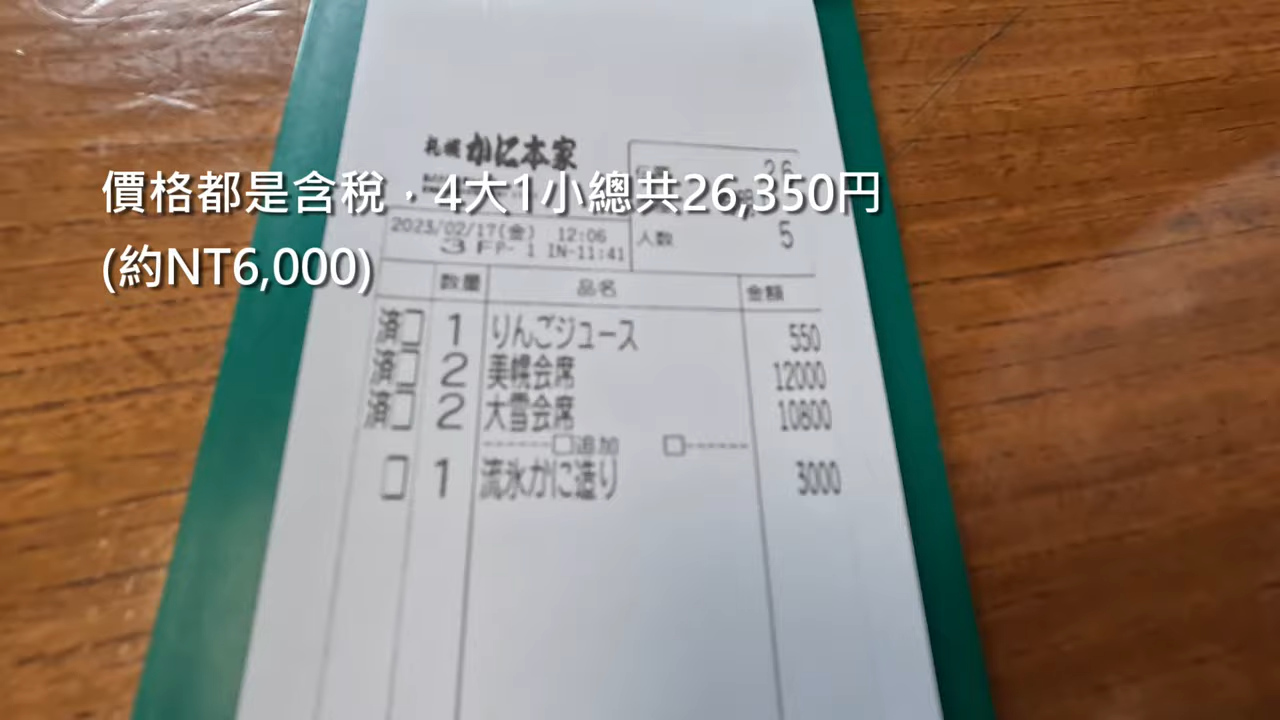 札幌かに本家
26
價格都是含稅，4大1小總共26,350円
(約NT6,000)
2023/02/17(金) 12:06
3FP- 1 IN-11:41
人数 5
数量 品名 金額
済□ 1 りんごジュース 550
済□ 2 美幌会席 12000
済□ 2 大雪会席 10800
------□追加 □------
□ 1 流氷かに造り 3000